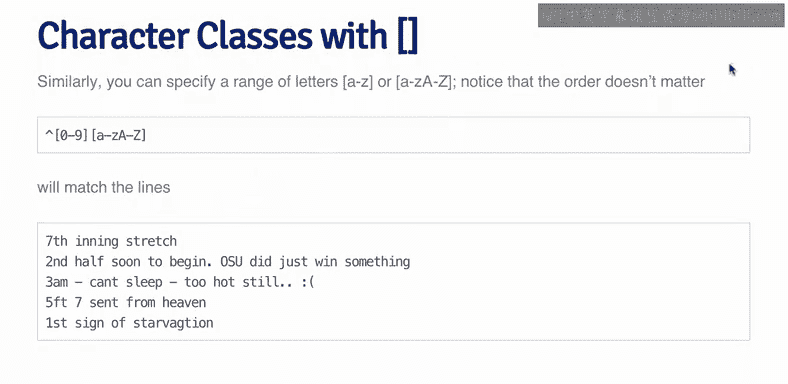 Character Classes with []
Similarly, you can specify a range of letters [a-z] or [a-zA-Z]; notice that the order doesn’t matter
^[0-9][a-zA-Z]
will match the lines
7th inning stretch
2nd half soon to begin. OSU did just win something
3am - cant sleep - too hot still.. :(
5ft 7 sent from heaven
1st sign of starvagtion